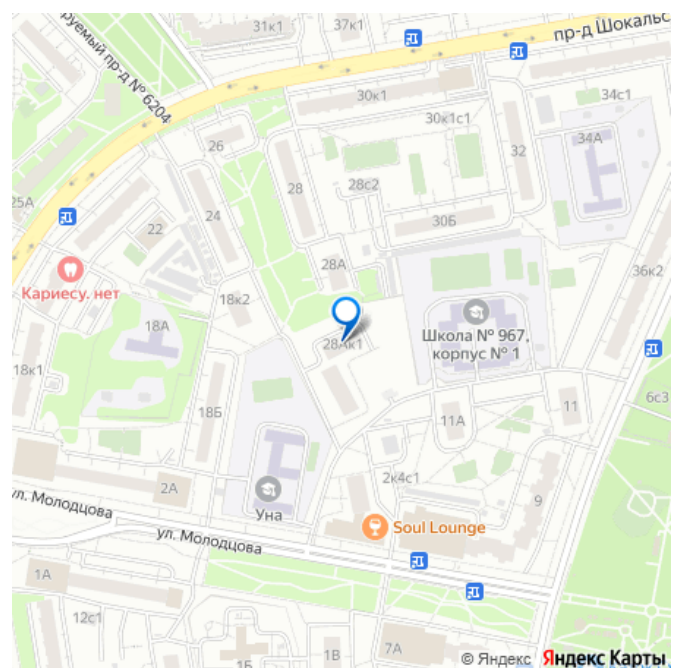 31к1
37к1
пр-д Шокальс
руемый пр-д № 6204
30к1
34с1
30к1с1
26
32
34А
28
28с2
25А
24
30Б
22
28А
36к2
Кариесу. нет
18к2
18А
Школа № 967,
корпус № 1
28Ак1
18к1
18Б
11А
11
6с3
2А
2к4с1
9
ул. Молодцова
Уна
Soul Lounge
ул. Молодцова
1А
12с1
1Б
1В
7А
© Яндекс Яндекс Карты